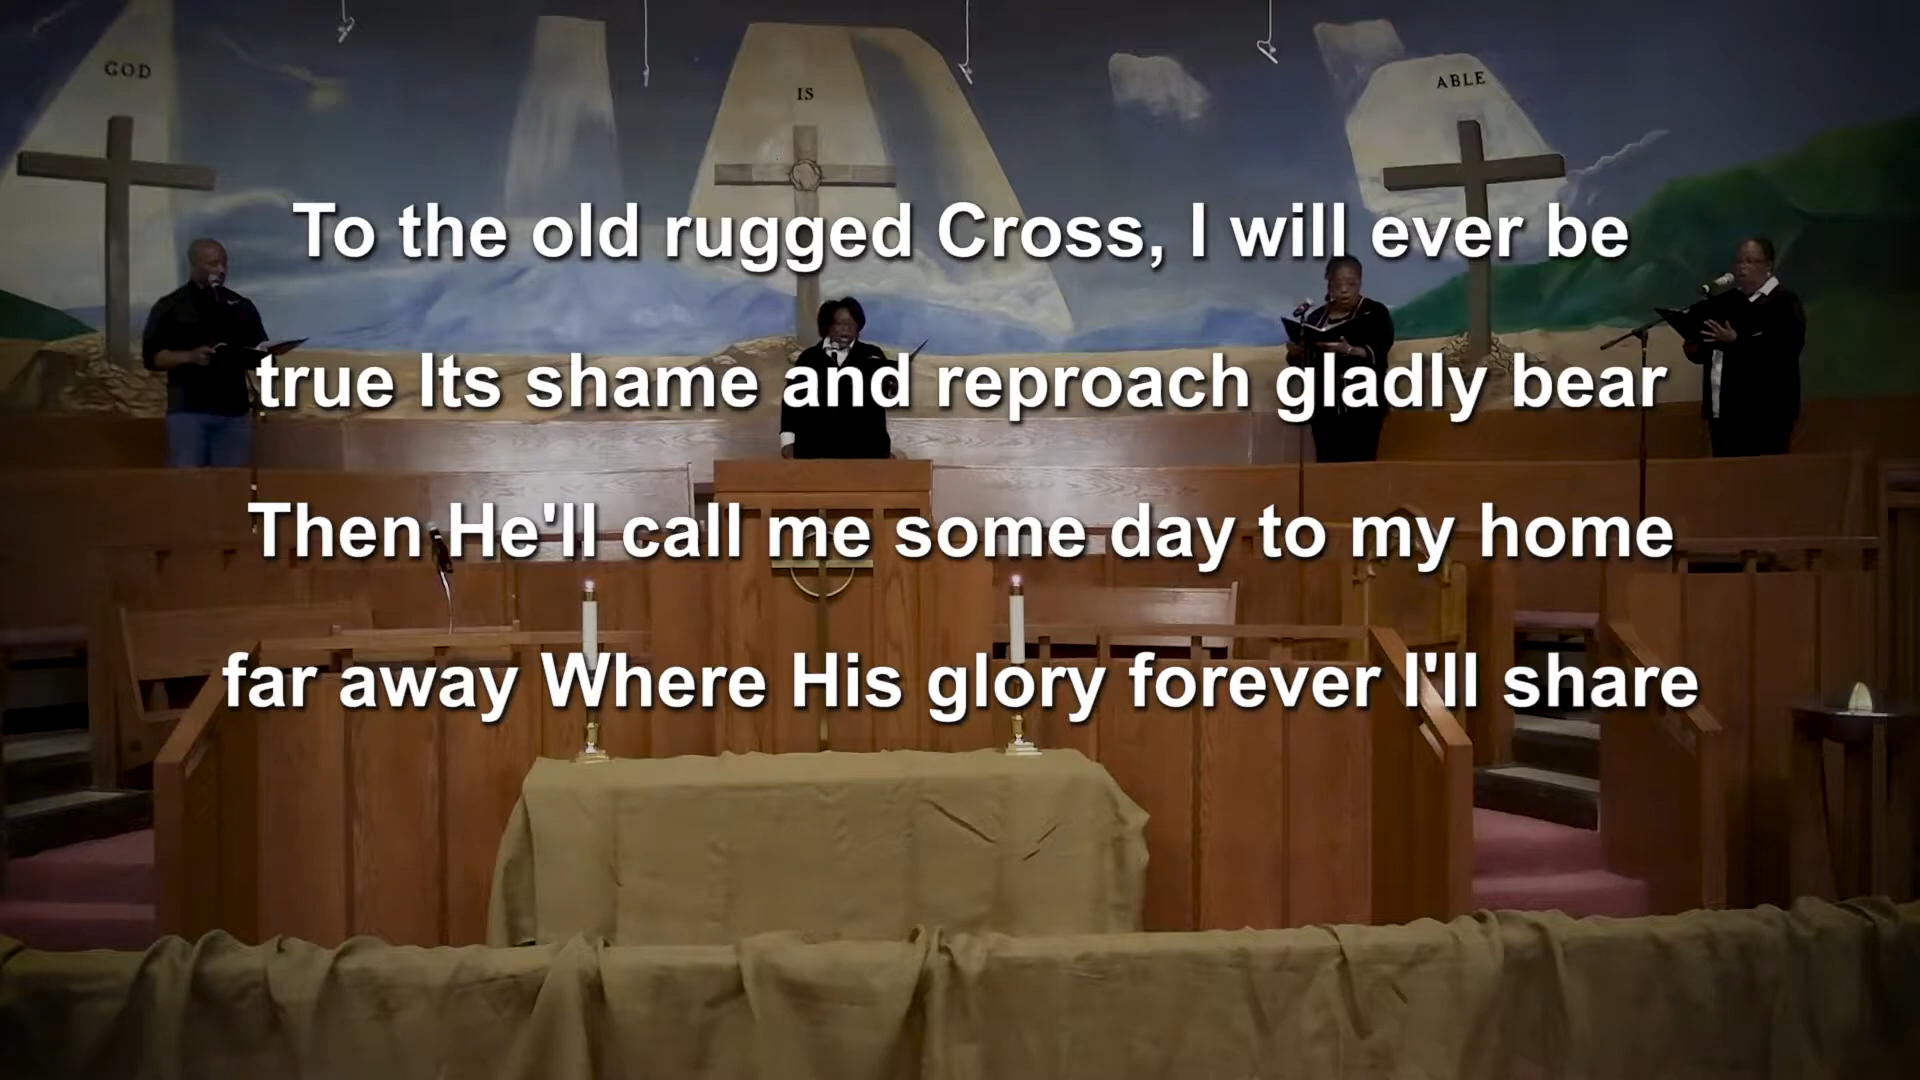 GOD
IS
ABLE
To the old rugged Cross, I will ever be
true Its shame and reproach gladly bear
Then He'll call me some day to my home
far away Where His glory forever I'll share